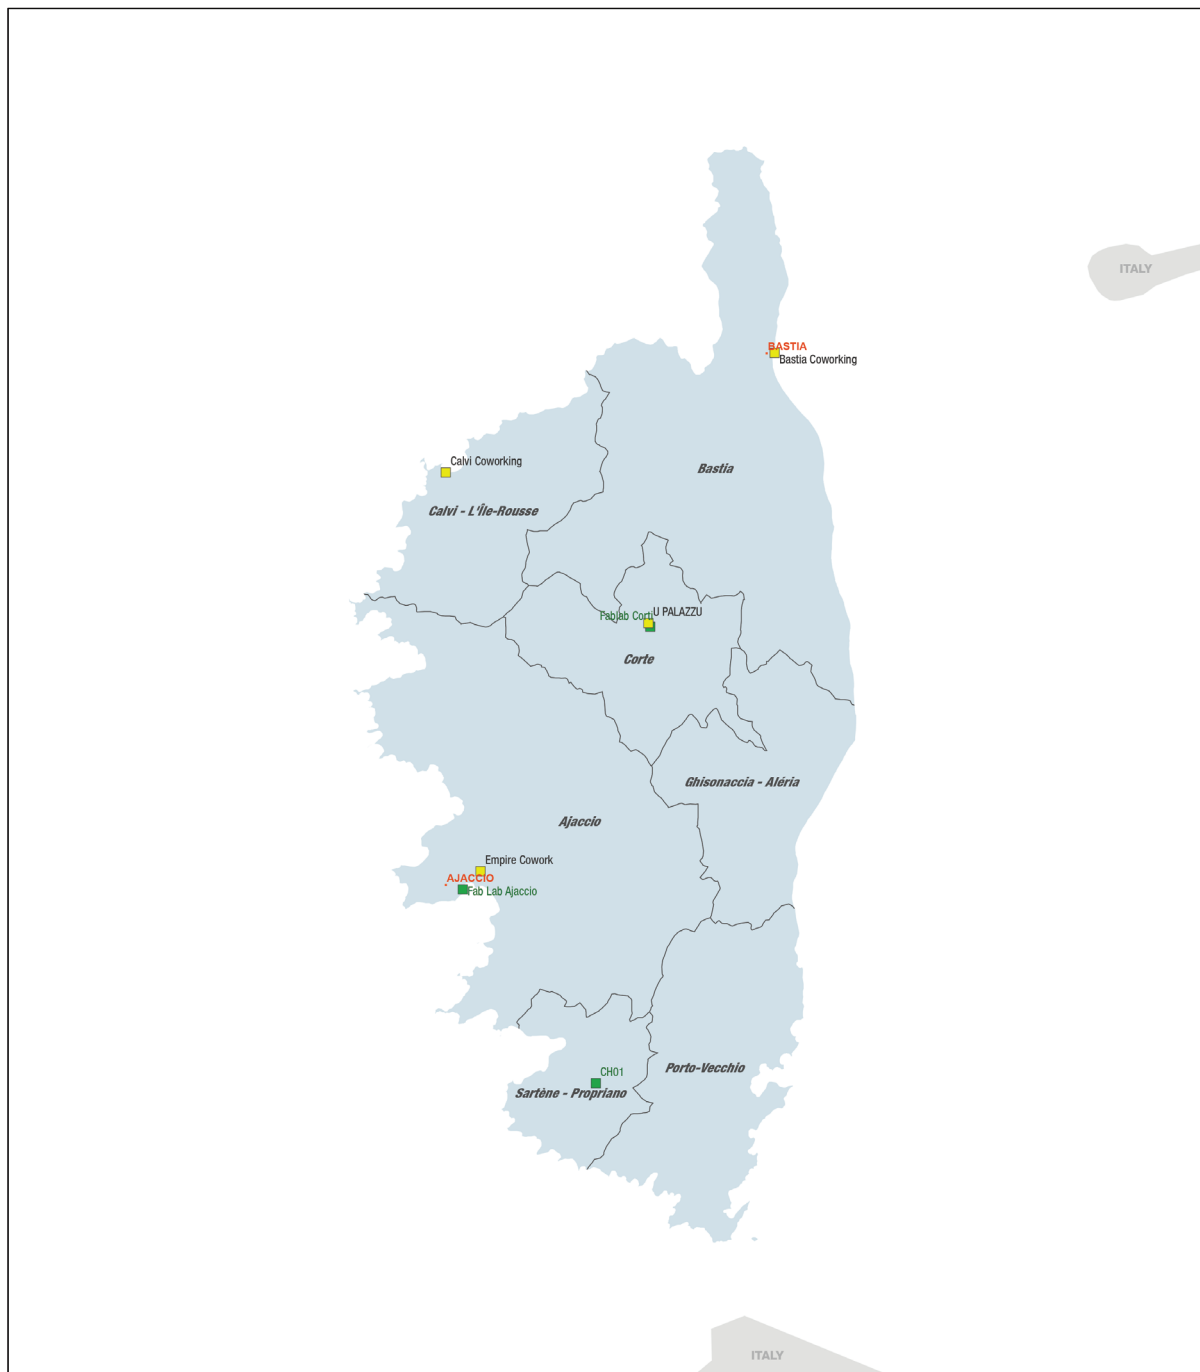 ITALY
BASTIA
Bastia Coworking
Calvi Coworking
Bastia
Calvi - L'Île-Rousse
Fablab Corti
U PALAZZU
Corte
Ghisonaccia - Aléria
Ajaccio
Empire Cowork
AJACCIO
Fab Lab Ajaccio
CH01
Porto-Vecchio
Sartène - Propriano
ITALY